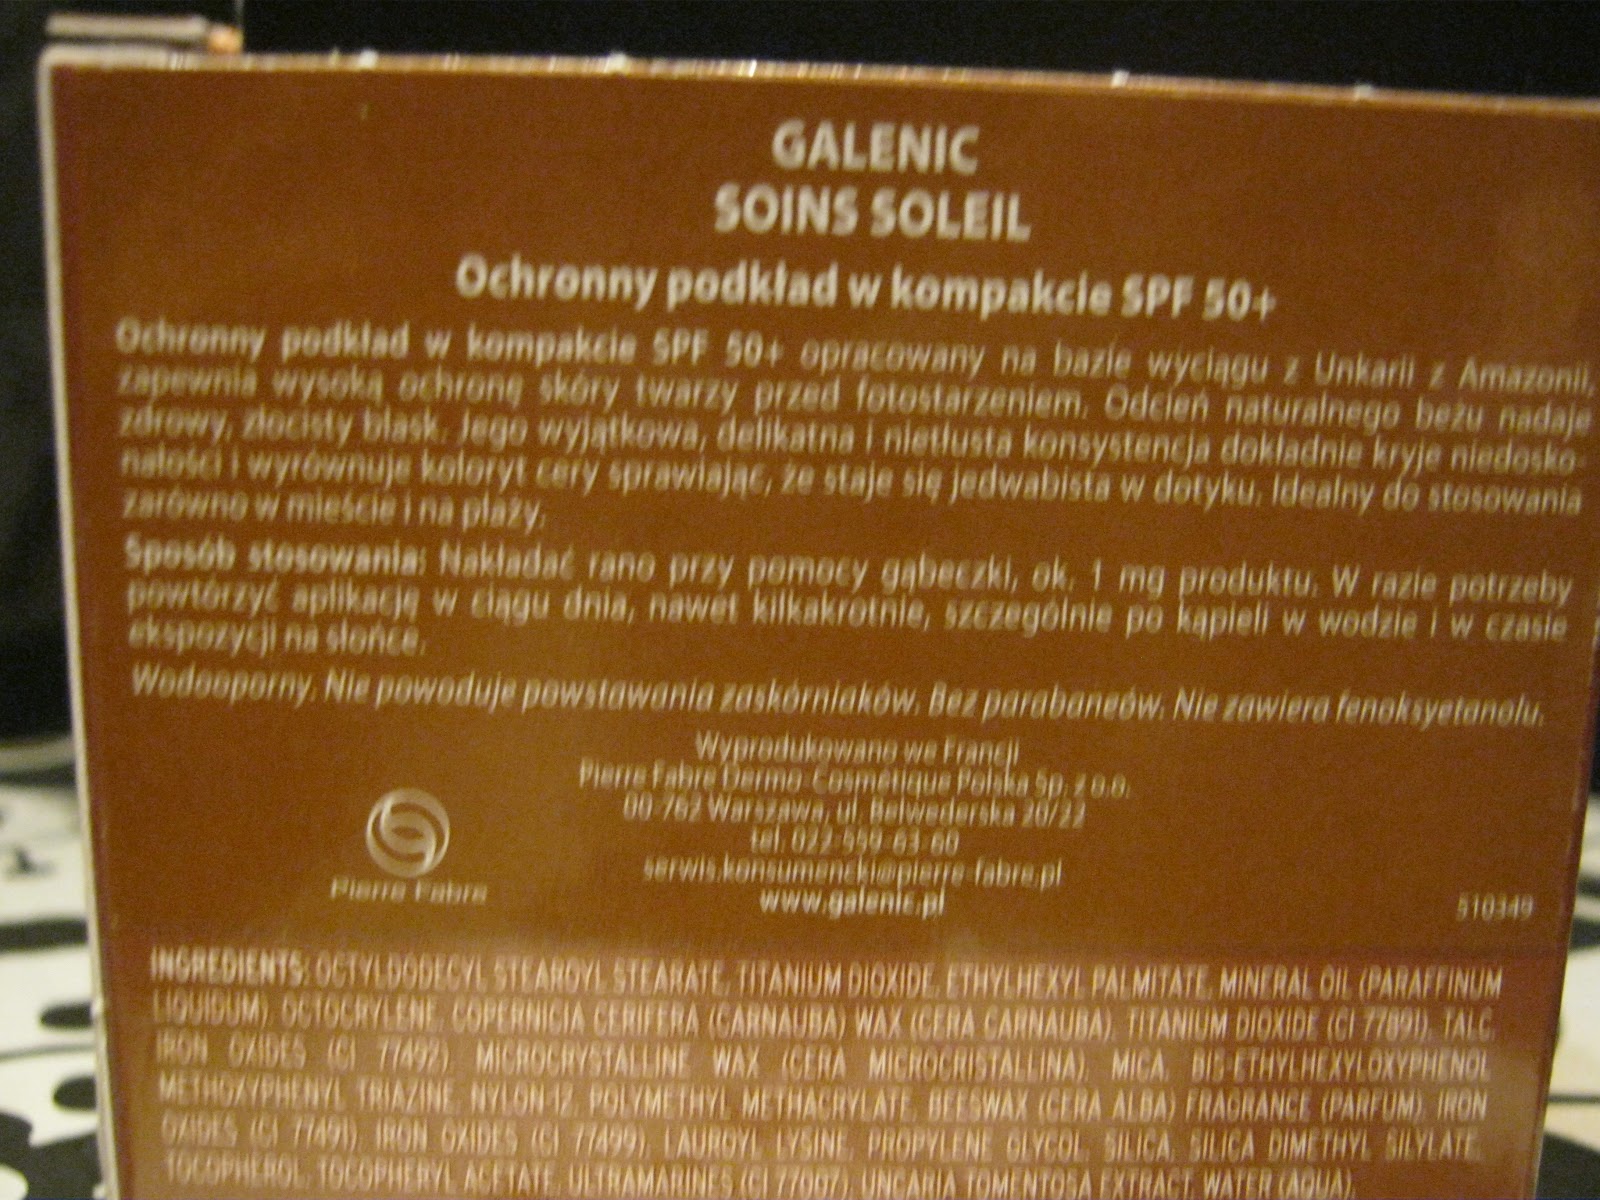 GALENIC
SOINS SOLEIL
Ochronny podkład w kompakcie SPF 50+
Ochronny podkład w kompakcie SPF 50+ opracowany na bazie wyciągu z Unkarii z Amazonii,
zapewnia wysoką ochronę skóry twarzy przed fotostarzeniem. Odcień naturalnego beżu nadaje
zdrowy, złocisty blask. Jego wyjątkowa, delikatna i nietłusta konsystencja dokładnie kryje niedosko-
nałości i wyrównuje koloryt cery sprawiając, że staje się jedwabista w dotyku. Idealny do stosowania
zarówno w mieście i na plaży.
Sposób stosowania: Nakładać rano przy pomocy gąbeczki, ok. 1 mg produktu. W razie potrzeby
powtórzyć aplikację w ciągu dnia, nawet kilkakrotnie, szczególnie po kąpieli w wodzie i w czasie
ekspozycji na słońce.
Wodooporny. Nie powoduje powstawania zaskórniaków. Bez parabaneów. Nie zawiera fenoksyetanolu.
Wyprodukowano we Francji
Pierre Fabre Dermo-Cosmétique Polska Sp. z o.o.
00-762 Warszawa, ul. Belwederska 20/22
tel. 022-559-63-60
serwis.konsumencki@pierre-fabre.pl
www.galenic.pl
Pierre Fabre
510349
INGREDIENTS: OCTYLDODECYL STEAROYL STEARATE, TITANIUM DIOXIDE, ETHYLHEXYL PALMITATE, MINERAL OIL (PARAFFINUM
LIQUIDUM), OCTOCRYLENE, COPERNICIA CERIFERA (CARNAUBA) WAX (CERA CARNAUBA), TITANIUM DIOXIDE (CI 77891), TALC,
IRON OXIDES (CI 77492), MICROCRYSTALLINE WAX (CERA MICROCRISTALLINA), MICA, BIS-ETHYLHEXYLOXYPHENOL
METHOXYPHENYL TRIAZINE, NYLON-12, POLYMETHYL METHACRYLATE, BEESWAX (CERA ALBA) FRAGRANCE (PARFUM), IRON
OXIDES (CI 77491), IRON OXIDES (CI 77499), LAUROYL LYSINE, PROPYLENE GLYCOL, SILICA, SILICA DIMETHYL SILYLATE,
TOCOPHEROL, TOCOPHERYL ACETATE, ULTRAMARINES (CI 77007), UNCARIA TOMENTOSA EXTRACT, WATER (AQUA).